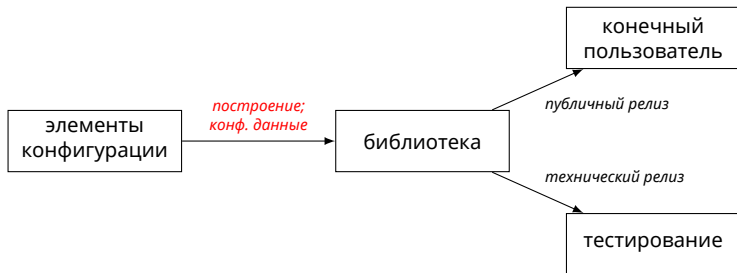 конечный
пользователь
построение;
конф. данные
публичный релиз
элементы
конфигурации
библиотека
технический релиз
тестирование